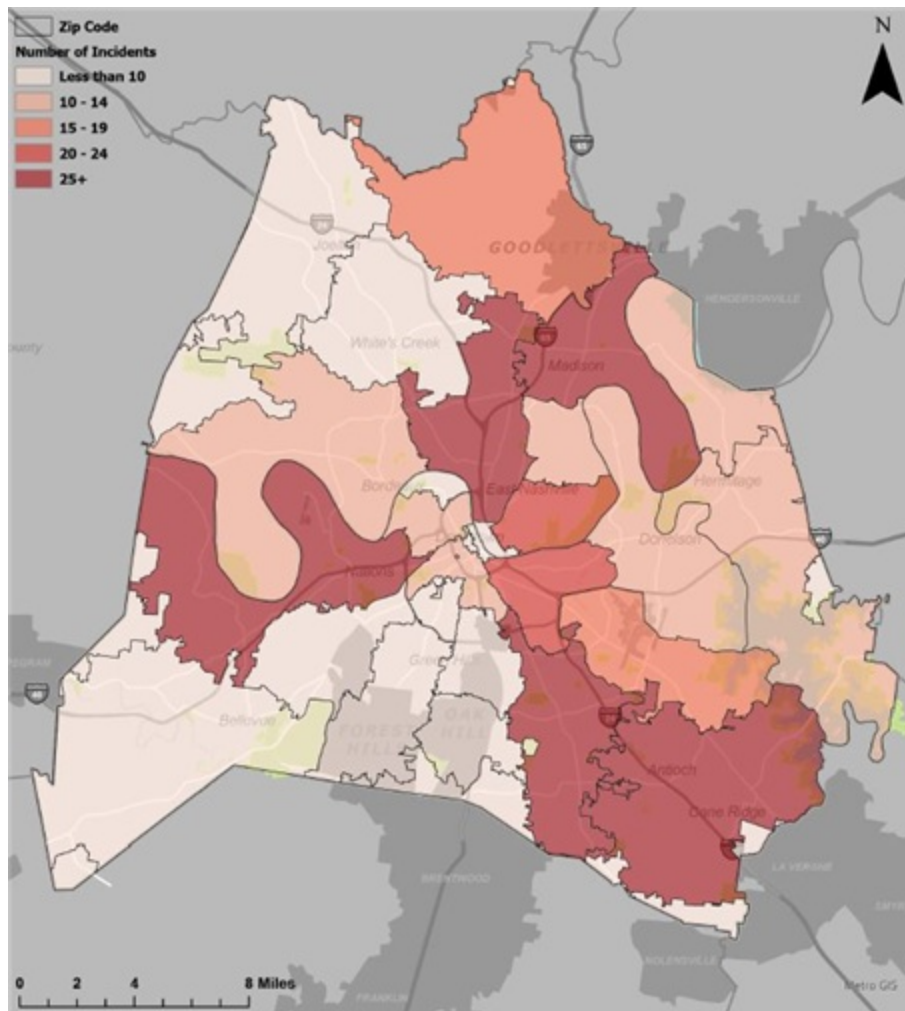 Zip Code
Number of Incidents
Less than 10
10 - 14
15 - 19
20 - 24
25+
N
Joelton
GOODLETTSVILLE
HENDERSONVILLE
ounty
White's Creek
Madison
Bordeaux
East Nashville
Hermitage
Donelson
Nations
Green Hills
Bellevue
FOREST
HILLS
OAK
HILL
Antioch
Cane Ridge
LA VERGNE
BRENTWOOD
NOLENSVILLE
FRANKLIN
Metro GIS
0 2 4 8 Miles